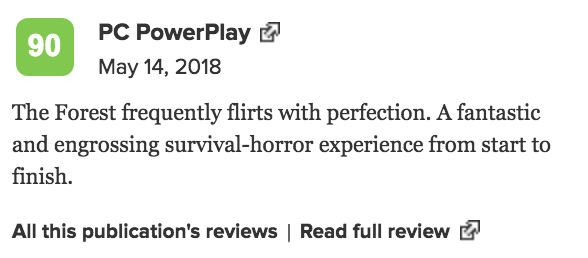 90
PC PowerPlay
May 14, 2018
The Forest frequently flirts with perfection. A fantastic
and engrossing survival-horror experience from start to
finish.
All this publication's reviews | Read full review